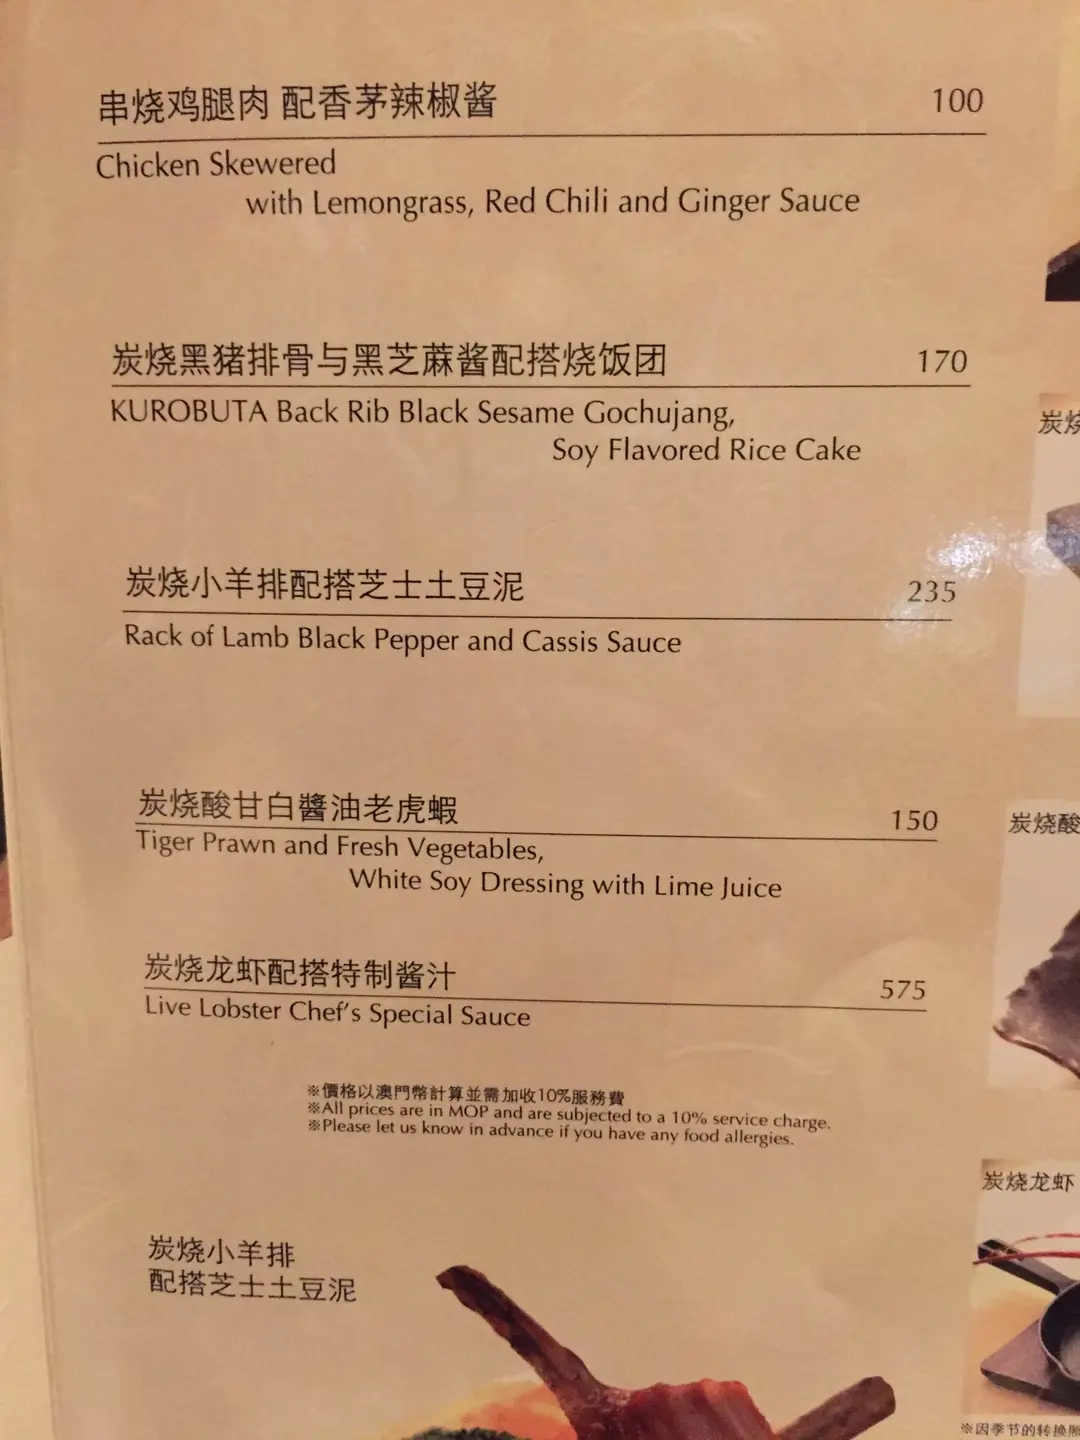 串烧鸡腿肉 配香茅辣椒酱 100
Chicken Skewered
with Lemongrass, Red Chili and Ginger Sauce
炭烧黑猪排骨与黑芝蔴酱配搭烧饭团 170
KUROBUTA Back Rib Black Sesame Gochujang,
Soy Flavored Rice Cake
炭烧小羊排配搭芝士土豆泥 235
Rack of Lamb Black Pepper and Cassis Sauce
炭烧酸甘白醬油老虎蝦 150
Tiger Prawn and Fresh Vegetables,
White Soy Dressing with Lime Juice
炭烧龙虾配搭特制酱汁 575
Live Lobster Chef's Special Sauce
※價格以澳門幣計算並需加收10%服務費
※All prices are in MOP and are subjected to a 10% service charge.
※Please let us know in advance if you have any food allergies.
炭烧小羊排
配搭芝士土豆泥
炭烧
炭烧酸
炭烧龙虾
※因季节的转换